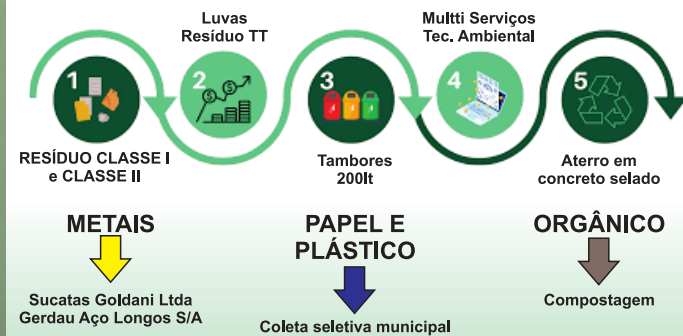 1
RESÍDUO CLASSE I
e CLASSE II
Luvas
Resíduo TT
2
3
Tambores
200lt
Multti Serviços
Tec. Ambiental
4
5
Aterro em
concreto selado
METAIS
Sucatas Goldani Ltda
Gerdau Aço Longos S/A
PAPEL E
PLÁSTICO
Coleta seletiva municipal
ORGÂNICO
Compostagem